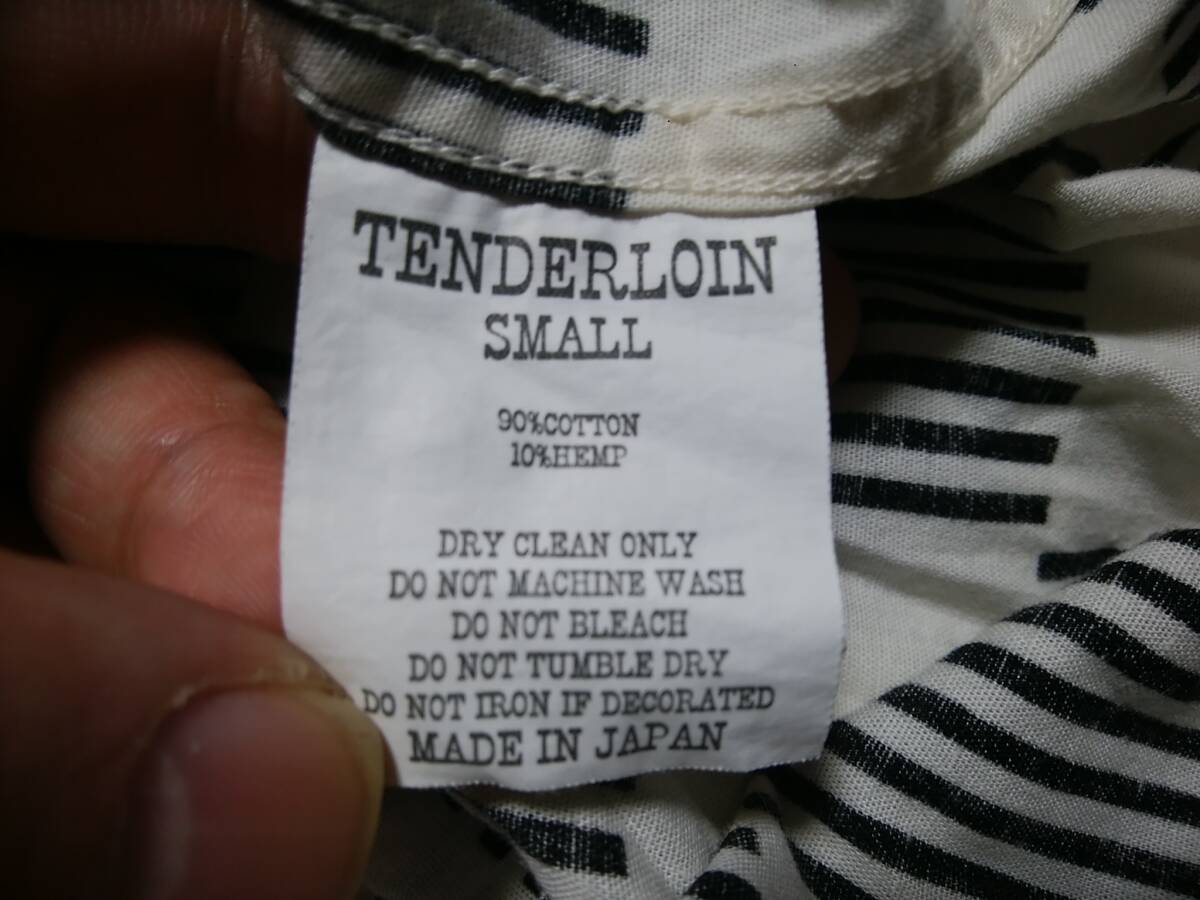 TENDERLOIN
SMALL
90%COTTON
10%HEMP
DRY CLEAN ONLY
DO NOT MACHINE WASH
DO NOT BLEACH
DO NOT TUMBLE DRY
DO NOT IRON IF DECORATED
MADE IN JAPAN